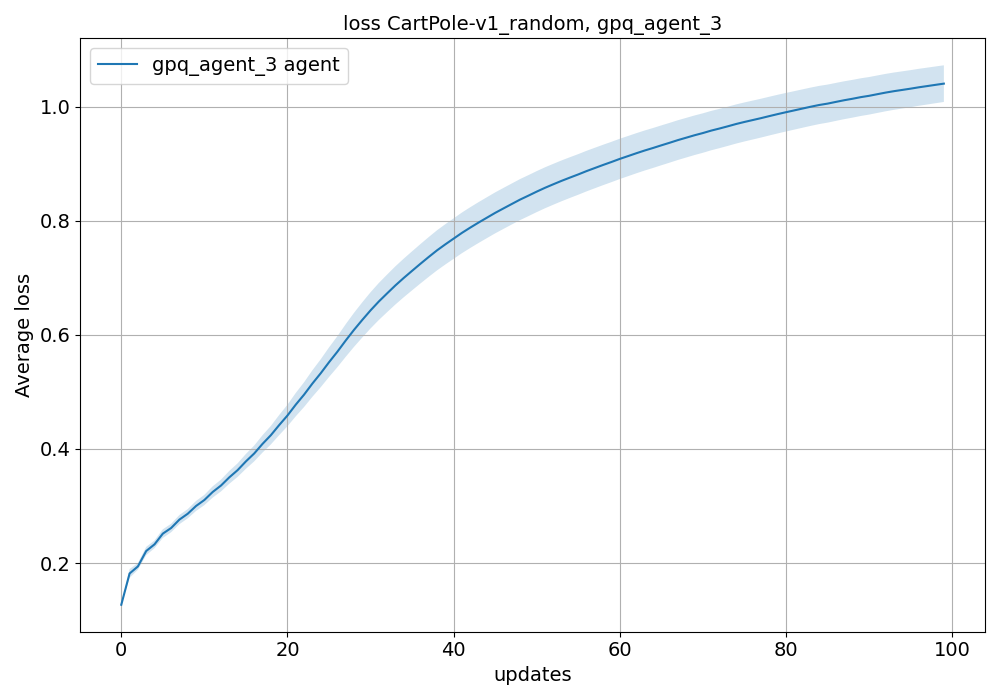 loss CartPole-v1_random, gpq_agent_3
gpq_agent_3 agent
Average loss
1.0
0.8
0.6
0.4
0.2
0 20 40 60 80 100
updates